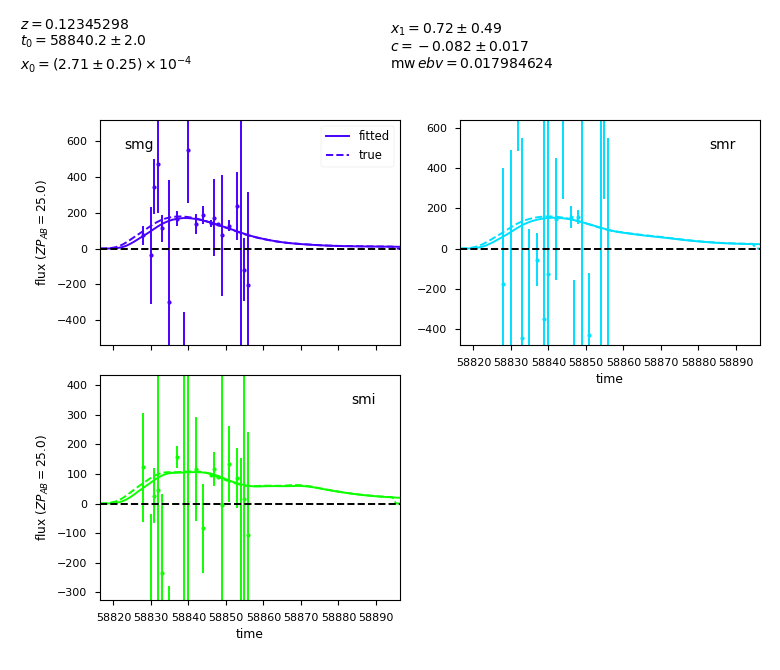 z = 0.12345298
t₀ = 58840.2 ± 2.0
x₀ = (2.71 ± 0.25) × 10⁻⁴
x₁ = 0.72 ± 0.49
c = −0.082 ± 0.017
mw ebv = 0.017984624
smg
fitted
true
600
400
200
0
−200
−400
flux (ZP_AB = 25.0)
smr
600
400
200
0
−200
−400
58820 58830 58840 58850 58860 58870 58880 58890
time
smi
400
300
200
100
0
−100
−200
−300
flux (ZP_AB = 25.0)
58820 58830 58840 58850 58860 58870 58880 58890
time